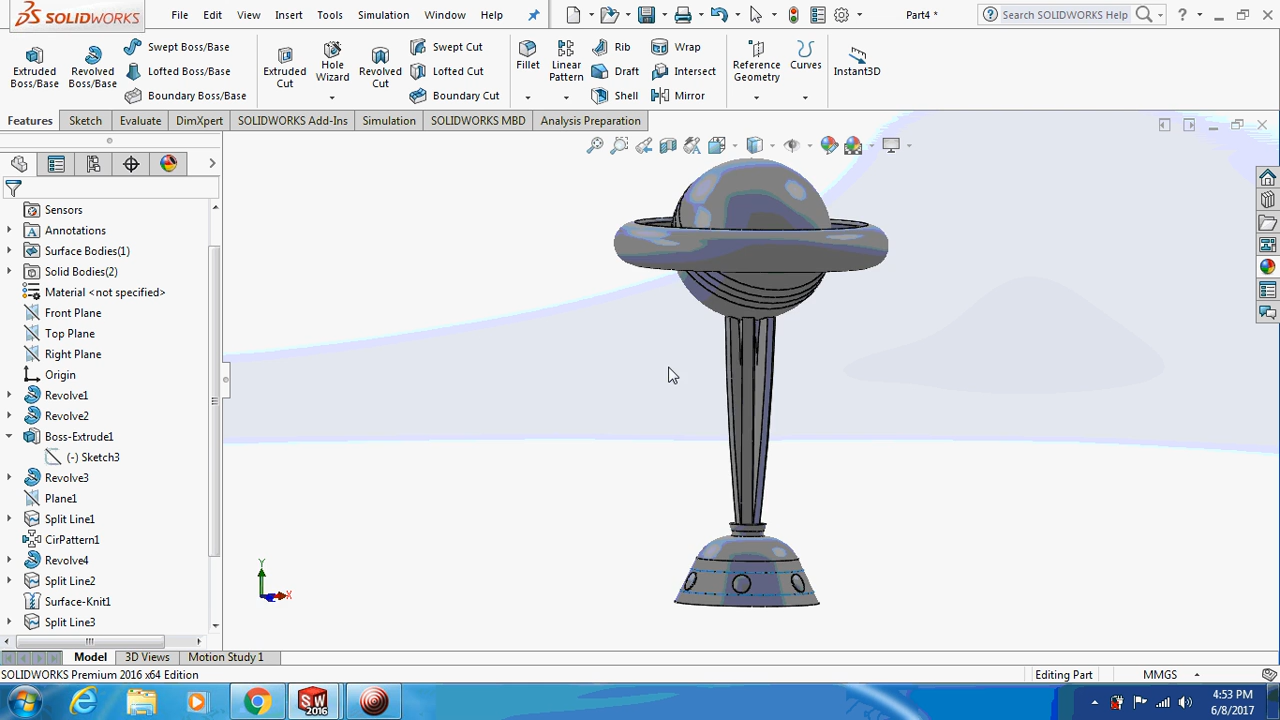 SOLIDWORKS File Edit View Insert Tools Simulation Window Help Part4 * Search SOLIDWORKS Help
Extruded Boss/Base
Revolved Boss/Base
Swept Boss/Base
Lofted Boss/Base
Boundary Boss/Base
Extruded Cut
Hole Wizard
Revolved Cut
Swept Cut
Lofted Cut
Boundary Cut
Fillet
Linear Pattern
Rib
Draft
Shell
Wrap
Intersect
Mirror
Reference Geometry
Curves
Instant3D
Features Sketch Evaluate DimXpert SOLIDWORKS Add-Ins Simulation SOLIDWORKS MBD Analysis Preparation
Sensors
Annotations
Surface Bodies(1)
Solid Bodies(2)
Material <not specified>
Front Plane
Top Plane
Right Plane
Origin
Revolve1
Revolve2
Boss-Extrude1
(-) Sketch3
Revolve3
Plane1
Split Line1
CirPattern1
Revolve4
Split Line2
Surface-Knit1
Split Line3
Y
X
Model 3D Views Motion Study 1
SOLIDWORKS Premium 2016 x64 Edition Editing Part MMGS
SW 2016
4:53 PM
6/8/2017